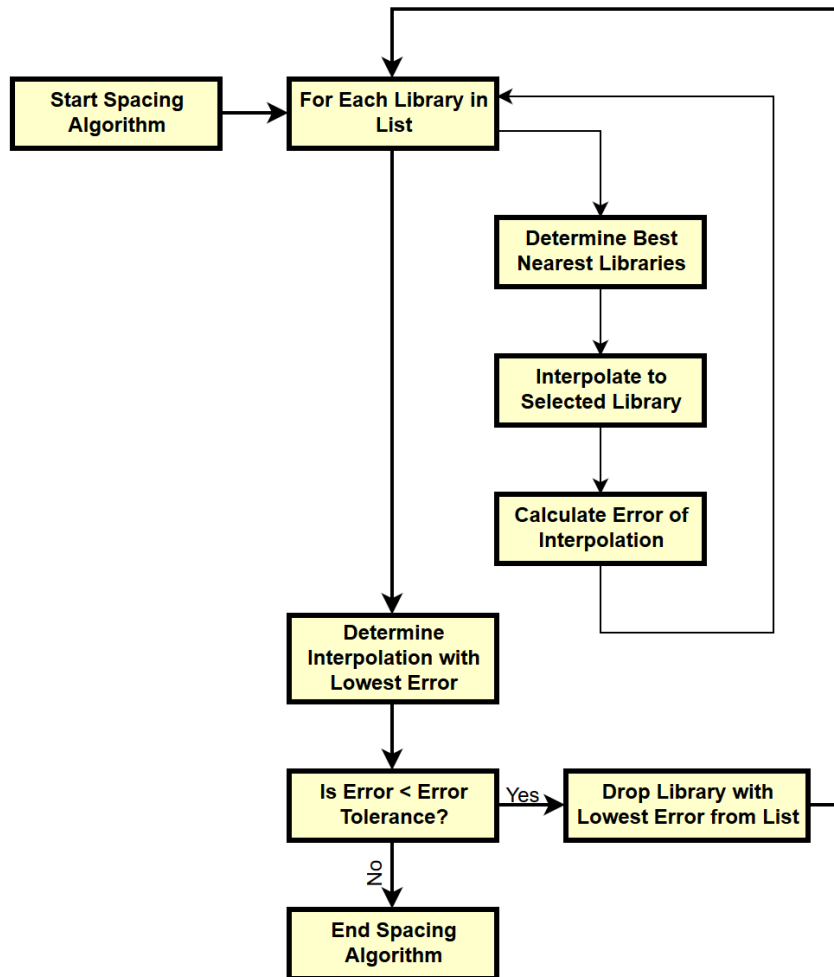 Start Spacing
Algorithm
For Each Library in
List
Determine Best
Nearest Libraries
Interpolate to
Selected Library
Calculate Error of
Interpolation
Determine
Interpolation with
Lowest Error
Is Error < Error
Tolerance?
Yes
Drop Library with
Lowest Error from List
No
End Spacing
Algorithm